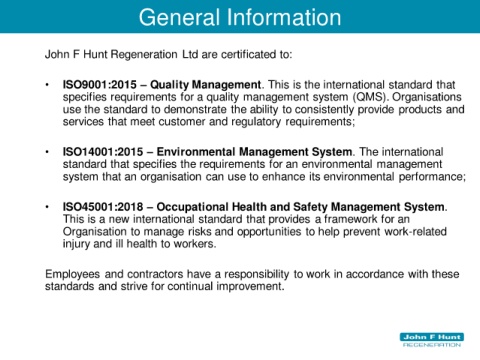 General Information
John F Hunt Regeneration Ltd are certificated to:
• ISO9001:2015 – Quality Management. This is the international standard that
specifies requirements for a quality management system (QMS). Organisations
use the standard to demonstrate the ability to consistently provide products and
services that meet customer and regulatory requirements;
• ISO14001:2015 – Environmental Management System. The international
standard that specifies the requirements for an environmental management
system that an organisation can use to enhance its environmental performance;
• ISO45001:2018 – Occupational Health and Safety Management System.
This is a new international standard that provides a framework for an
Organisation to manage risks and opportunities to help prevent work-related
injury and ill health to workers.
Employees and contractors have a responsibility to work in accordance with these
standards and strive for continual improvement.
John F Hunt
REGENERATION